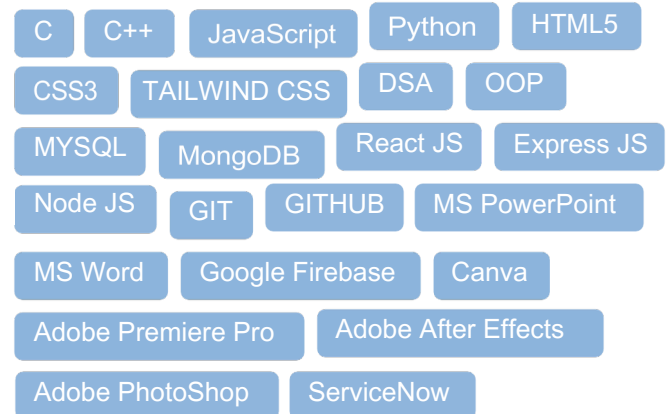 C C++ JavaScript Python HTML5
CSS3 TAILWIND CSS DSA OOP
MYSQL MongoDB React JS Express JS
Node JS GIT GITHUB MS PowerPoint
MS Word Google Firebase Canva
Adobe Premiere Pro Adobe After Effects
Adobe PhotoShop ServiceNow